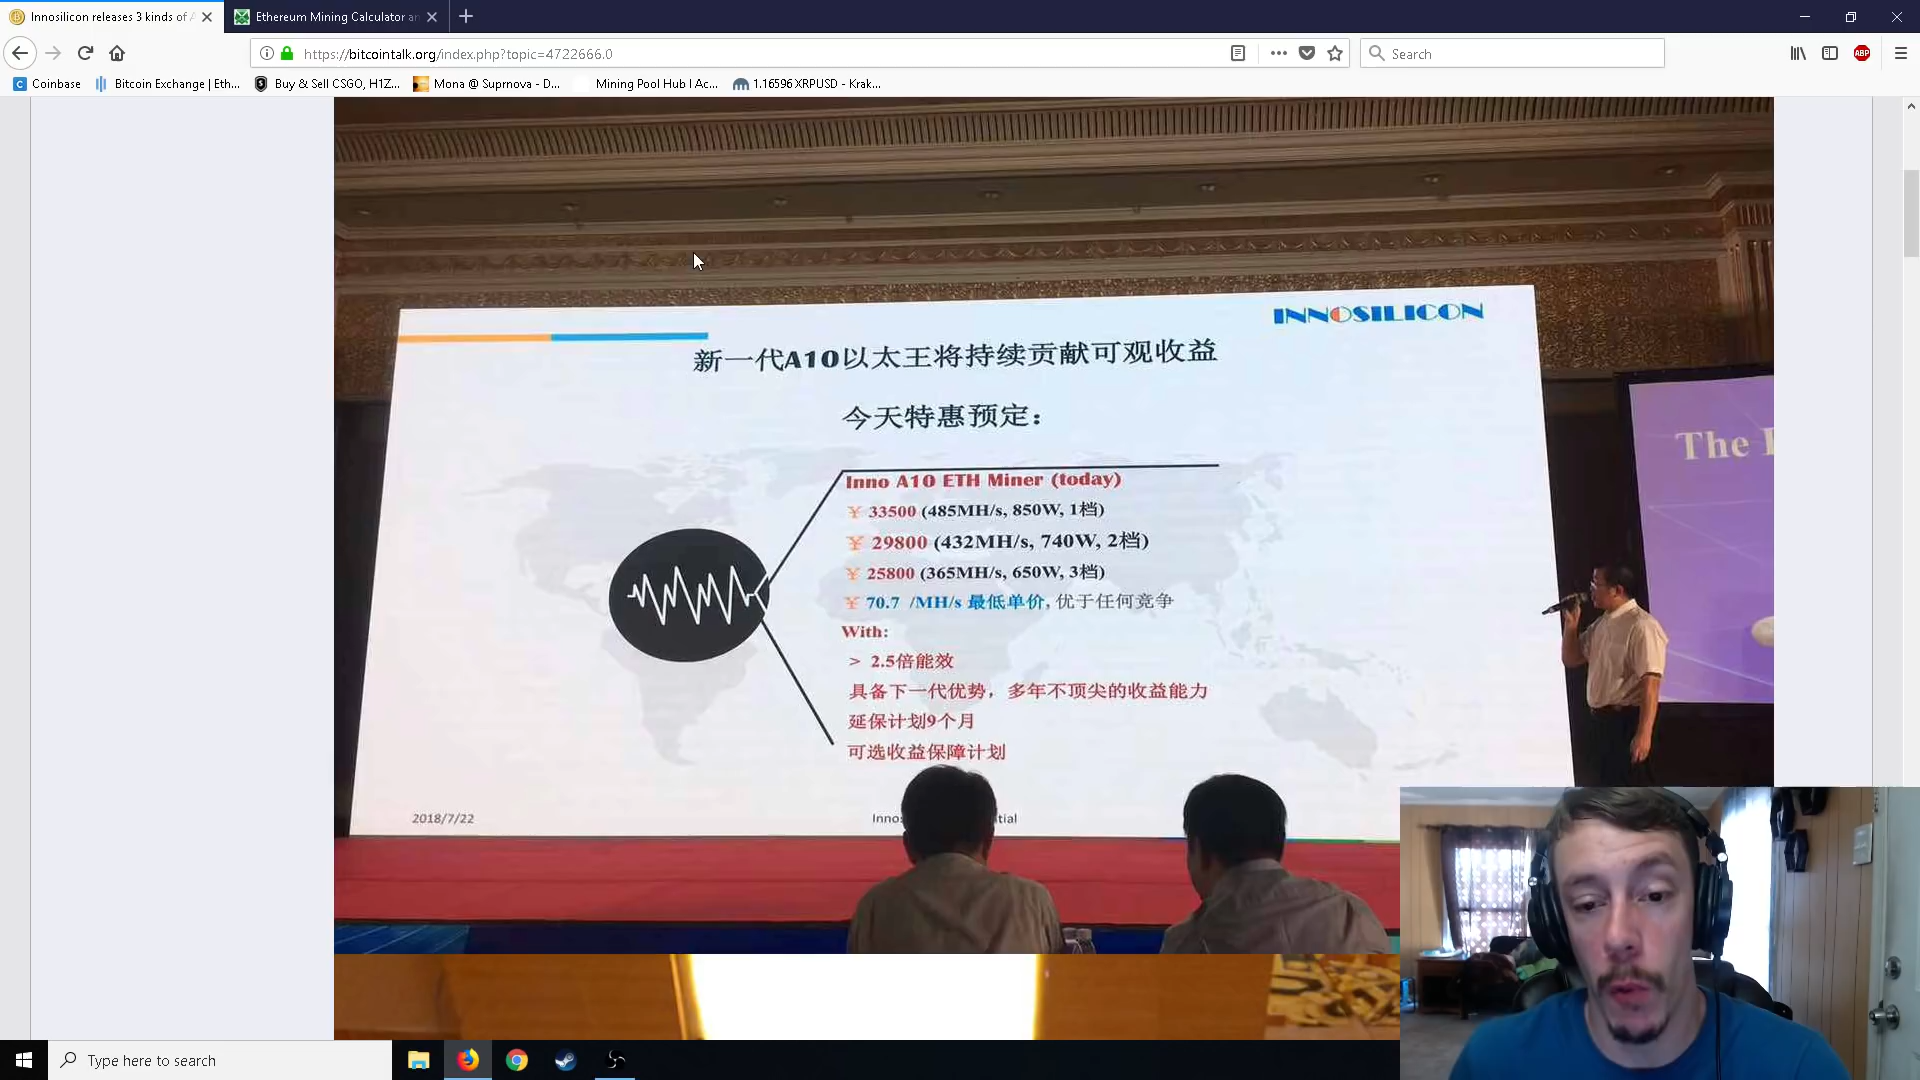 Innosilicon releases 3 kinds of A
Ethereum Mining Calculator an
https://bitcointalk.org/index.php?topic=4722666.0
Search
Coinbase
Bitcoin Exchange | Eth...
Buy & Sell CSGO, H1Z...
Mona @ Suprnova - D...
Mining Pool Hub | Ac...
1.16596 XRPUSD - Krak...
ABP
INNOSILICON
新一代A10以太王将持续贡献可观收益
今天特惠预定：
Inno A10 ETH Miner (today)
￥ 33500 (485MH/s, 850W, 1档)
￥ 29800 (432MH/s, 740W, 2档)
￥ 25800 (365MH/s, 650W, 3档)
￥ 70.7 /MH/s 最低单价, 优于任何竞争
With:
> 2.5倍能效
具备下一代优势，多年不顶尖的收益能力
延保计划9个月
可选收益保障计划
2018/7/22
The
Type here to search